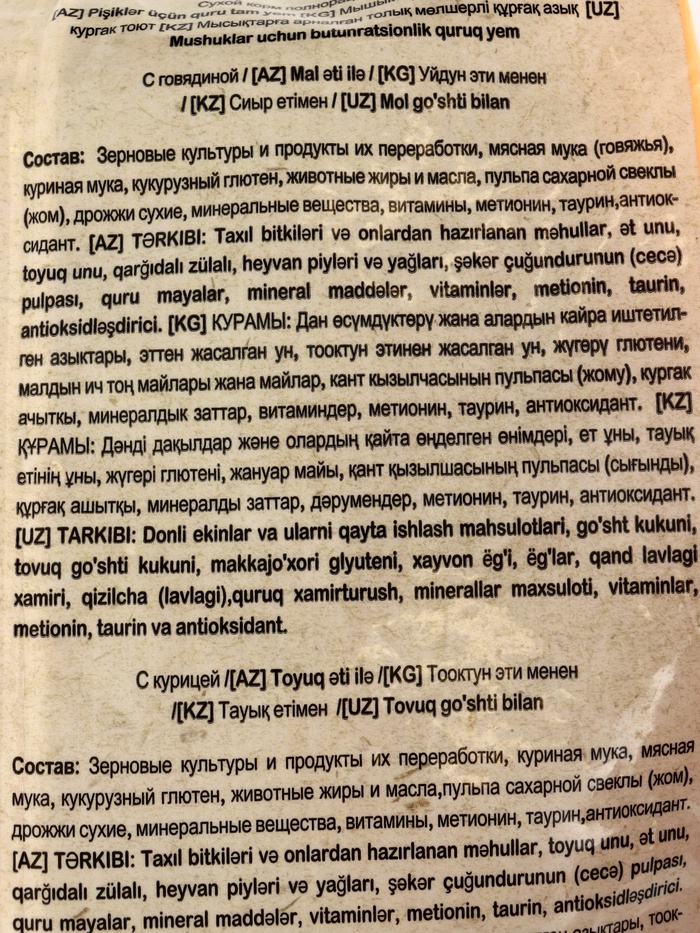 Сухой корм
[AZ] Pişiklər üçün quru tam yem [KG] Мышык
кургак тоют [KZ] Мысықтарға арналған толық мөлшерлі құрғақ азық [UZ]
Mushuklar uchun butunratsionlik quruq yem
С говядиной / [AZ] Mal əti ilə / [KG] Уйдун эти менен
/ [KZ] Сиыр етімен / [UZ] Mol go'shti bilan
Состав: Зерновые культуры и продукты их переработки, мясная мука (говяжья),
куриная мука, кукурузный глютен, животные жиры и масла, пульпа сахарной свеклы
(жом), дрожжи сухие, минеральные вещества, витамины, метионин, таурин,антиок-
сидант. [AZ] TƏRKIBI: Taxıl bitkiləri və onlardan hazırlanan məhullar, ət unu,
toyuq unu, qarğıdalı zülalı, heyvan piyləri və yağları, şəkər çuğundurunun (cecə)
pulpası, quru mayalar, mineral maddələr, vitaminlər, metionin, taurin,
antioksidləşdirici. [KG] КУРАМЫ: Дан өсүмдүктөрү жана алардын кайра иштетил-
ген азыктары, эттен жасалган ун, тооктун этинен жасалган ун, жүгөрү глютени,
малдын ич тоң майлары жана майлар, кант кызылчасынын пульпасы (жому), кургак
ачыткы, минералдык заттар, витаминдер, метионин, таурин, антиоксидант. [KZ]
ҚҰРАМЫ: Дәнді дақылдар және олардың қайта өңделген өнімдері, ет ұны, тауық
етінің ұны, жүгері глютені, жануар майы, қант қызылшасының пульпасы (сығынды),
құрғақ ашытқы, минералды заттар, дәрумендер, метионин, таурин, антиоксидант.
[UZ] TARKIBI: Donli ekinlar va ularni qayta ishlash mahsulotlari, go'sht kukuni,
tovuq go'shti kukuni, makkajo'xori glyuteni, xayvon ëg'i, ëg'lar, qand lavlagi
xamiri, qizilcha (lavlagi),quruq xamirturush, minerallar maxsuloti, vitaminlar,
metionin, taurin va antioksidant.
С курицей /[AZ] Toyuq əti ilə /[KG] Тооктун эти менен
/[KZ] Тауық етімен /[UZ] Tovuq go'shti bilan
Состав: Зерновые культуры и продукты их переработки, куриная мука, мясная
мука, кукурузный глютен, животные жиры и масла,пульпа сахарной свеклы (жом),
дрожжи сухие, минеральные вещества, витамины, метионин, таурин,антиоксидант.
[AZ] TƏRKIBI: Taxıl bitkiləri və onlardan hazırlanan məhullar, toyuq unu, ət unu,
qarğıdalı zülalı, heyvan piyləri və yağları, şəkər çuğundurunun (cecə) pulpası,
quru mayalar, mineral maddələr, vitaminlər, metionin, taurin, antioksidləşdirici.
азыктары, тоок-